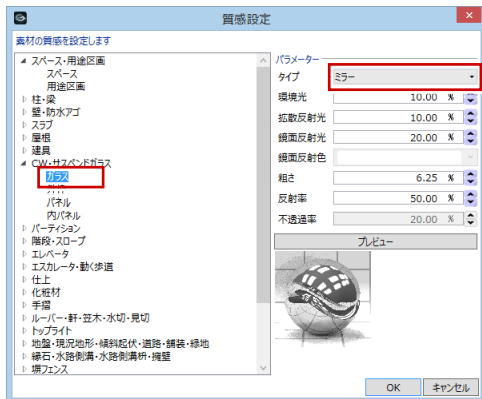 質感設定
素材の質感を設定します
スペース・用途区画
スペース
用途区画
柱・梁
壁・防水アゴ
スラブ
屋根
建具
CW・サスペンドガラス
ガラス
パネル
内パネル
パーティション
階段・スロープ
エレベータ
エスカレータ・動く歩道
仕上
化粧材
手摺
ルーバー・軒・笠木・水切・見切
トップライト
地盤・現況地形・傾斜起伏・道路・舗装・緑地
縁石・水路側溝・水路側溝枡・擁壁
塀フェンス
パラメーター
タイプ ミラー
環境光 10.00 %
拡散反射光 10.00 %
鏡面反射光 20.00 %
鏡面反射色
粗さ 6.25 %
反射率 50.00 %
不透過率 20.00 %
プレビュー
OK キャンセル